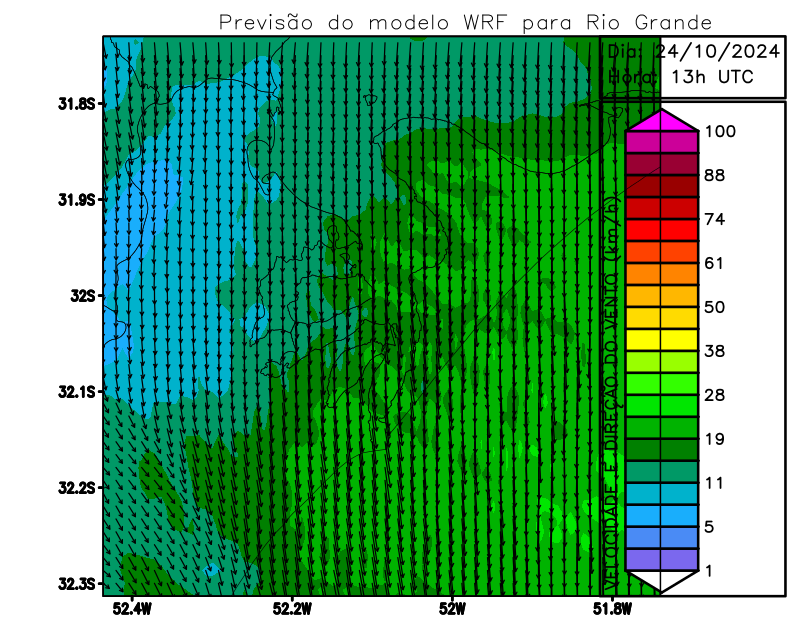 Previsão do modelo WRF para Rio Grande
Dia: 24/10/2024
Hora: 13h UTC
31.8S
31.9S
32S
32.1S
32.2S
32.3S
52.4W
52.2W
52W
51.8W
VELOCIDADE E DIREÇÃO DO VENTO (km/h)
100
88
74
61
50
38
28
19
11
5
1